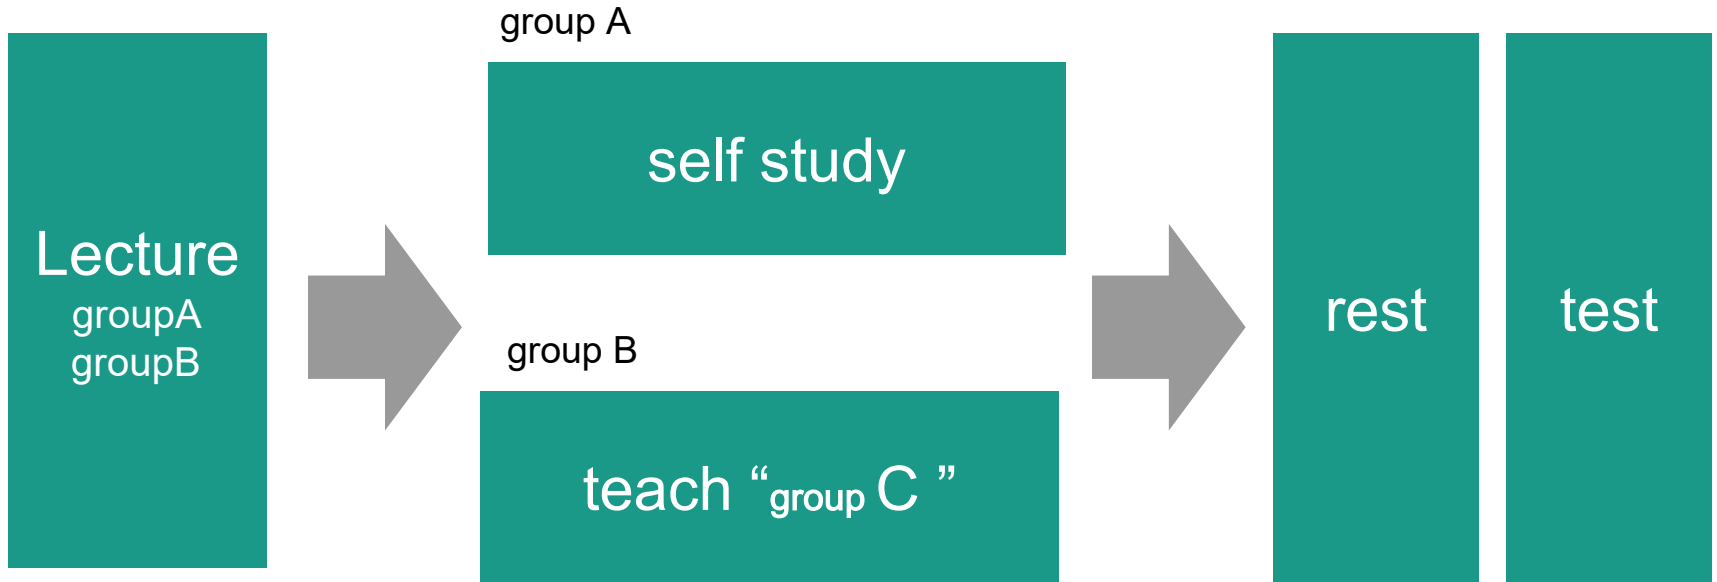 Lecture
groupA
groupB
group A
self study
group B
teach “group C ”
rest
test